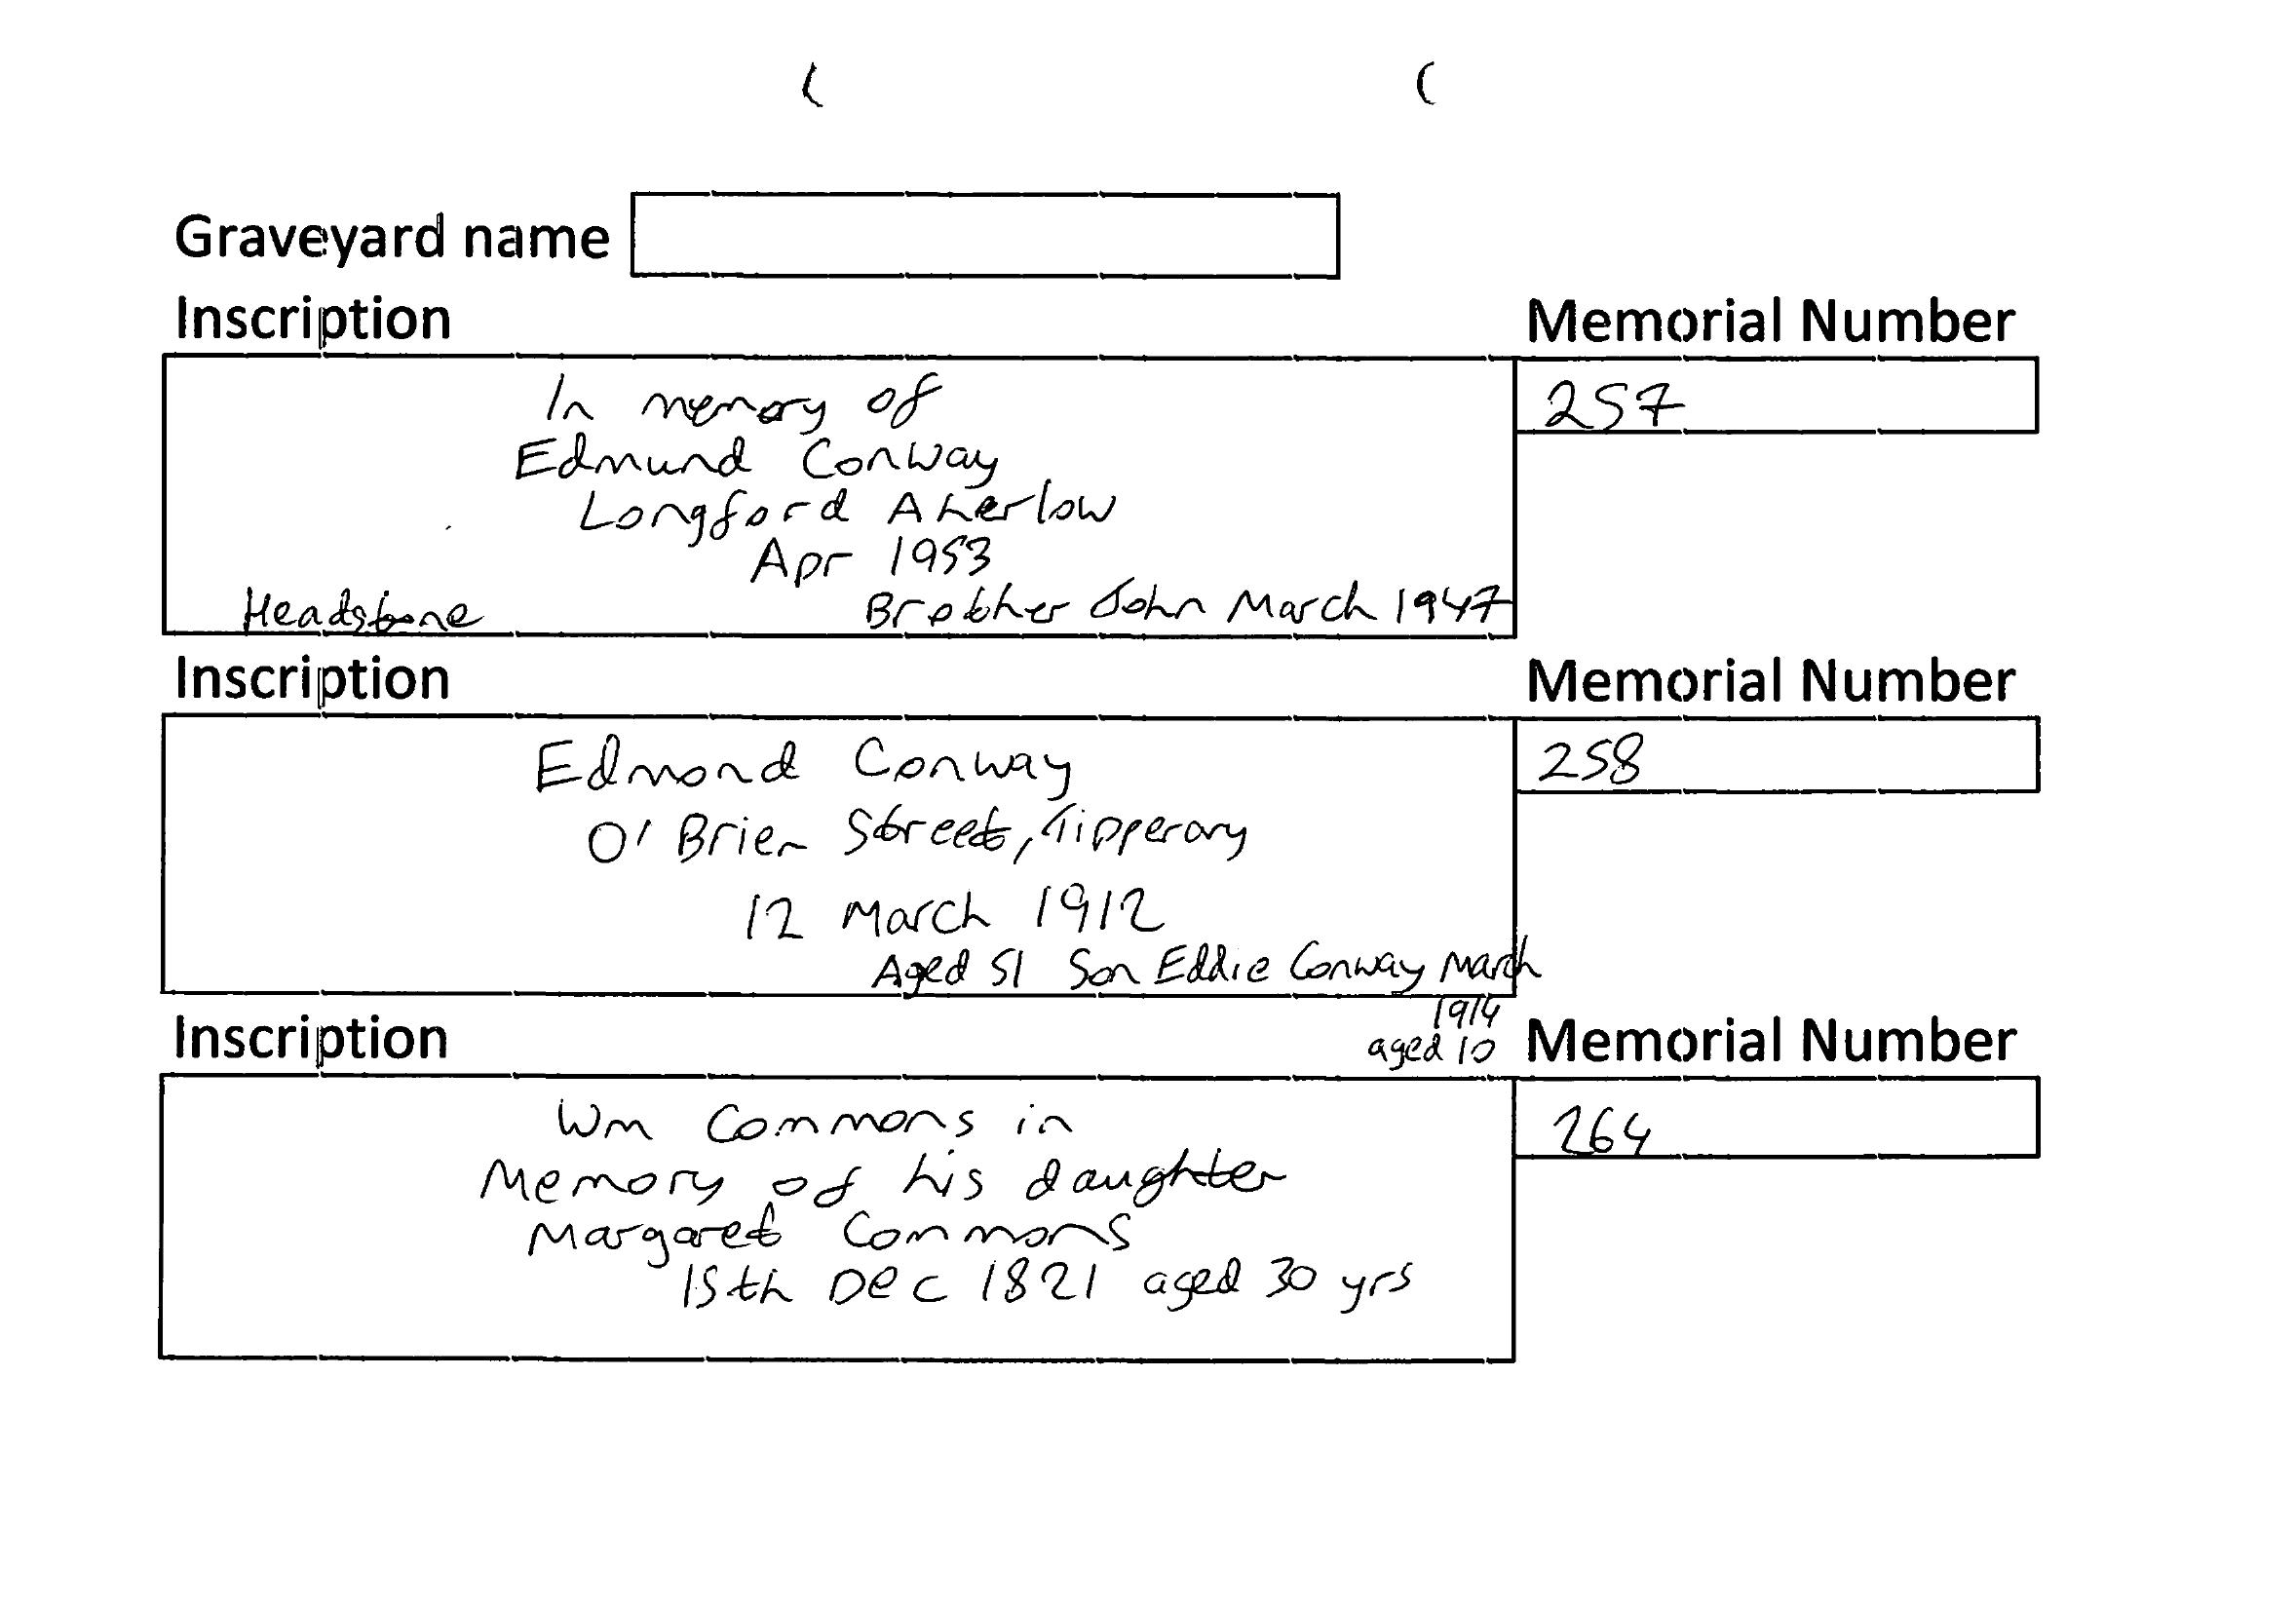 Graveyard name
Inscription Memorial Number
In memory of 257
Edmund Conway
Longford Aherlow
Apr 1953
Headstone Brother John March 1947
Inscription Memorial Number
Edmond Conway 258
O' Brien Street, Tipperary
12 March 1912
Aged 51 Son Eddie Conway March
1914
aged 10
Inscription Memorial Number
Wm Commons in 264
Memory of his daughter
Margaret Commons
15th Dec 1821 aged 30 yrs